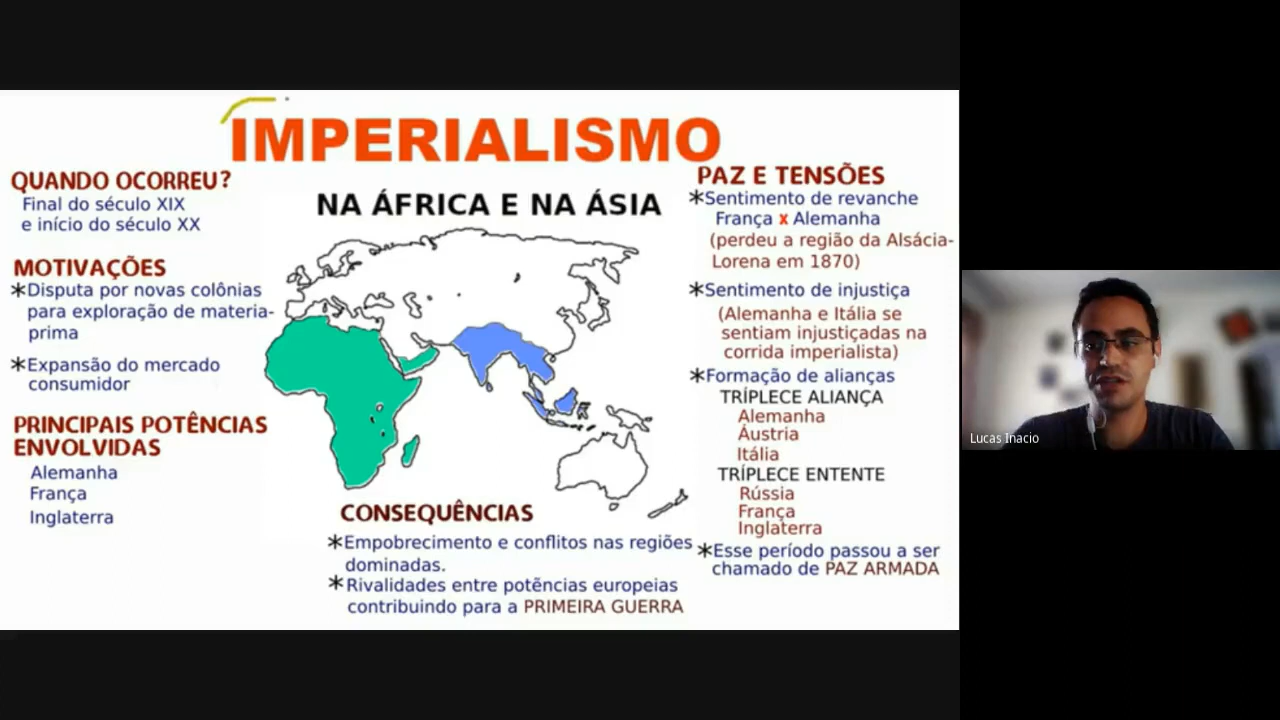 IMPERIALISMO
NA ÁFRICA E NA ÁSIA
QUANDO OCORREU?
Final do século XIX
e início do século XX
MOTIVAÇÕES
*Disputa por novas colônias
para exploração de materia-
prima
*Expansão do mercado
consumidor
PRINCIPAIS POTÊNCIAS
ENVOLVIDAS
Alemanha
França
Inglaterra
CONSEQUÊNCIAS
*Empobrecimento e conflitos nas regiões
dominadas.
*Rivalidades entre potências europeias
contribuindo para a PRIMEIRA GUERRA
PAZ E TENSÕES
*Sentimento de revanche
França x Alemanha
(perdeu a região da Alsácia-
Lorena em 1870)
*Sentimento de injustiça
(Alemanha e Itália se
sentiam injustiçadas na
corrida imperialista)
*Formação de alianças
TRÍPLECE ALIANÇA
Alemanha
Áustria
Itália
TRÍPLECE ENTENTE
Rússia
França
Inglaterra
*Esse período passou a ser
chamado de PAZ ARMADA
Lucas Inacio